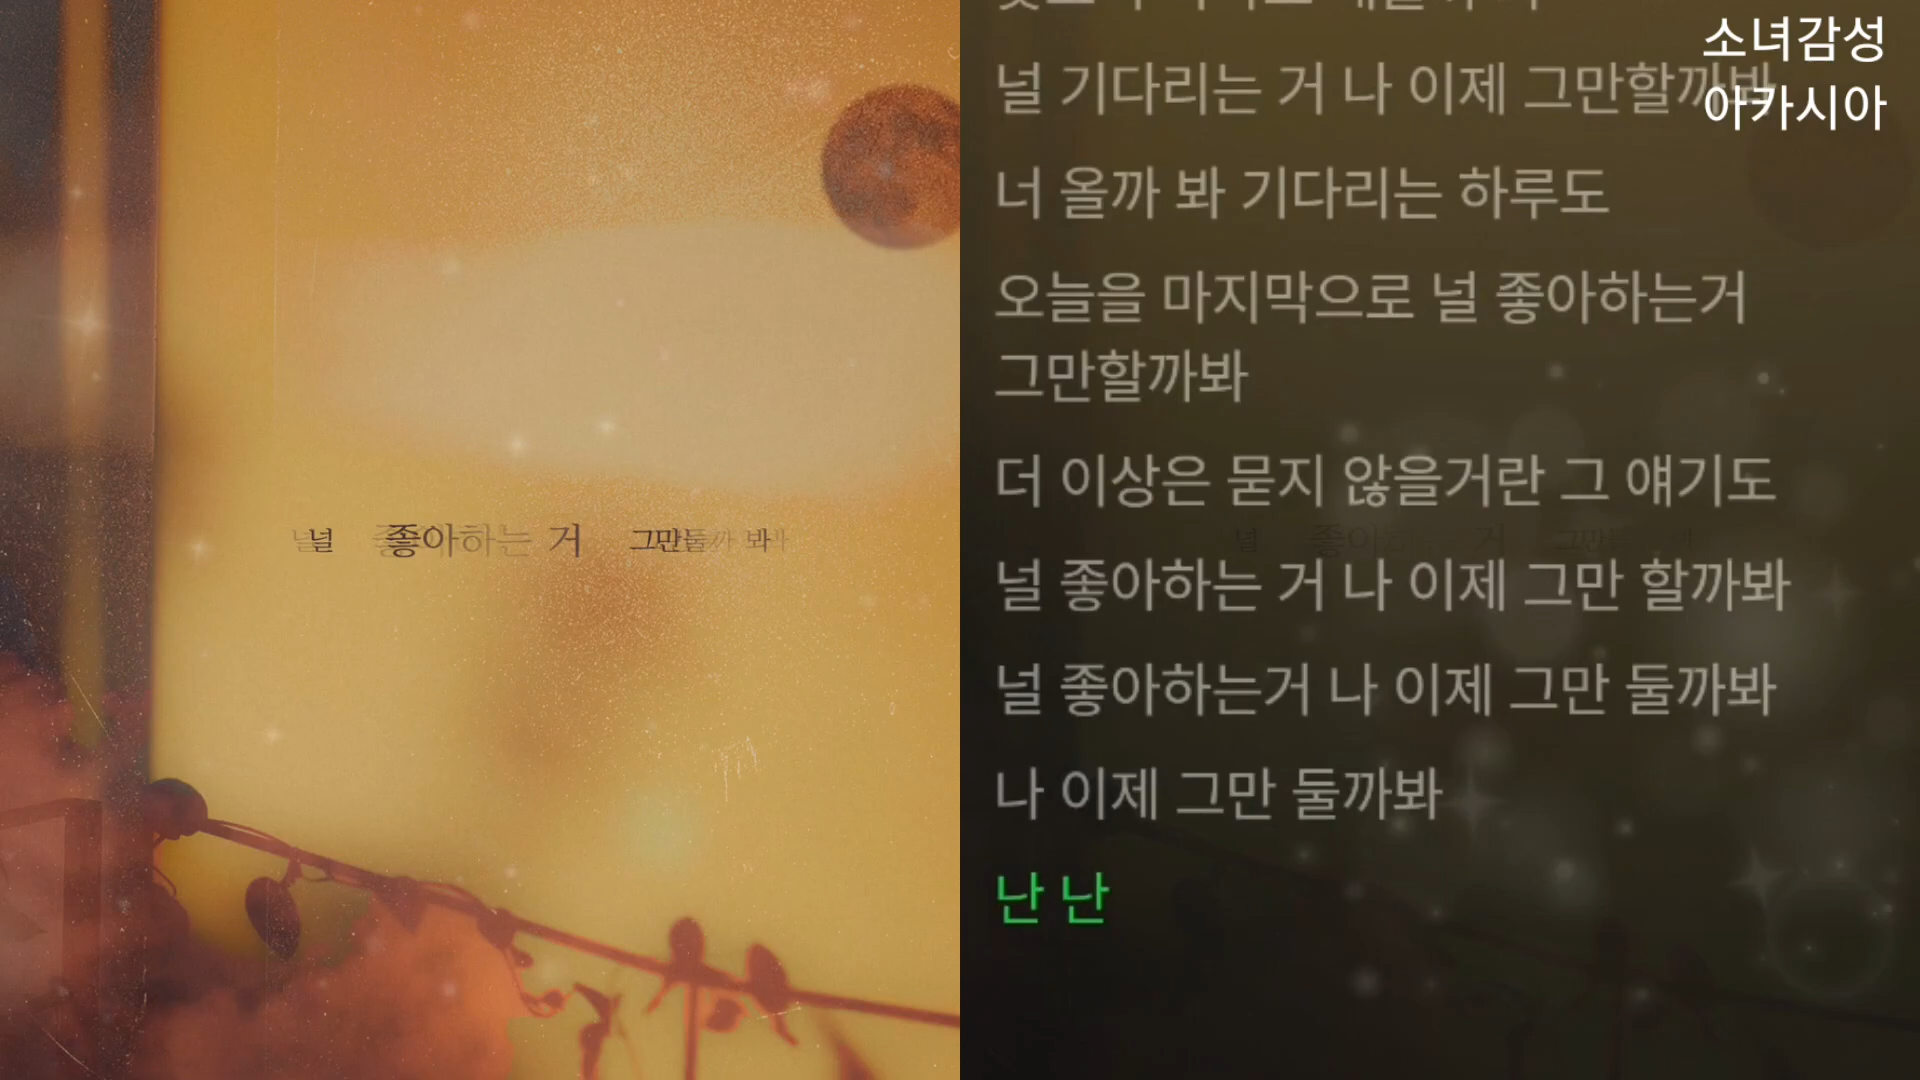 널 좋아하는 거 그만둘까 봐
소녀감성
아카시아
널 기다리는 거 나 이제 그만할까봐
너 올까 봐 기다리는 하루도
오늘을 마지막으로 널 좋아하는거
그만할까봐
더 이상은 묻지 않을거란 그 얘기도
널 좋아하는 거 나 이제 그만 할까봐
널 좋아하는거 나 이제 그만 둘까봐
나 이제 그만 둘까봐
난 난